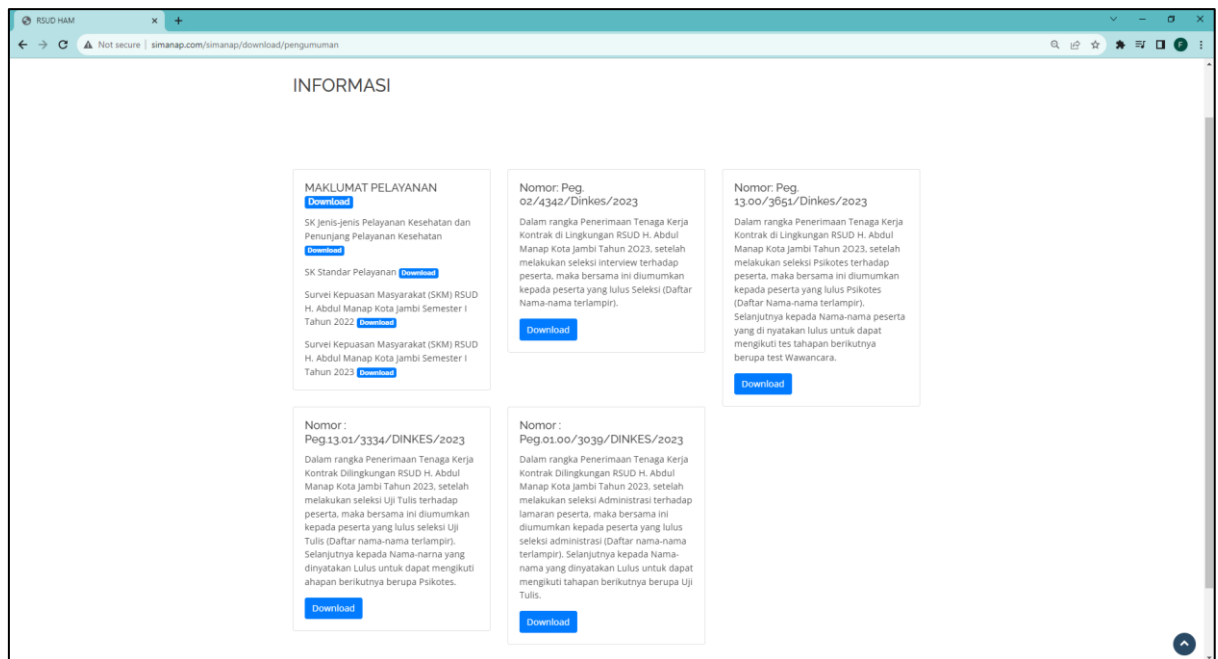 RSUD HAM
Not secure | simanap.com/simanap/download/pengumuman
INFORMASI
MAKLUMAT PELAYANAN
Download
SK Jenis-jenis Pelayanan Kesehatan dan
Penunjang Pelayanan Kesehatan
Download
SK Standar Pelayanan Download
Survei Kepuasan Masyarakat (SKM) RSUD
H. Abdul Manap Kota Jambi Semester I
Tahun 2022 Download
Survei Kepuasan Masyarakat (SKM) RSUD
H. Abdul Manap Kota Jambi Semester I
Tahun 2023 Download
Nomor: Peg.
02/4342/Dinkes/2023
Dalam rangka Penerimaan Tenaga Kerja
Kontrak di Lingkungan RSUD H. Abdul
Manap Kota Jambi Tahun 2O23, setelah
melakukan seleksi interview terhadap
peserta, maka bersama ini diumumkan
kepada peserta yang lulus Seleksi (Daftar
Nama-nama terlampir).
Download
Nomor: Peg.
13.00/3651/Dinkes/2023
Dalam rangka Penerimaan Tenaga Kerja
Kontrak di Lingkungan RSUD H. Abdul
Manap Kota Jambi Tahun 2O23, setelah
melakukan seleksi Psikotes terhadap
peserta, maka bersama ini diumumkan
kepada peserta yang lulus Psikotes
(Daftar Nama-nama terlampir).
Selanjutnya kepada Nama-nama peserta
yang di nyatakan lulus untuk dapat
mengikuti tes tahapan berikutnya
berupa test Wawancara.
Download
Nomor :
Peg.13.01/3334/DINKES/2023
Dalam rangka Penerimaan Tenaga Kerja
Kontrak Dilingkungan RSUD H. Abdul
Manap Kota Jambi Tahun 2023, setelah
melakukan seleksi Uji Tulis terhadap
peserta, maka bersama ini diumumkan
kepada peserta yang lulus seleksi Uji
Tulis (Daftar nama-nama terlampir).
Selanjutnya kepada Nama-narna yang
dinyatakan Lulus untuk dapat mengikuti
ahapan berikutnya berupa Psikotes.
Download
Nomor :
Peg.01.00/3039/DINKES/2023
Dalam rangka Penerimaan Tenaga Kerja
Kontrak Dilingkungan RSUD H. Abdul
Manap Kota Jambi Tahun 2023, setelah
melakukan seleksi Administrasi terhadap
lamaran peserta, maka bersama ini
diumumkan kepada peserta yang lulus
seleksi administrasi (Daftar nama-nama
terlampir). Selanjutnya kepada Nama-
nama yang dinyatakan Lulus untuk dapat
mengikuti tahapan berikutnya berupa Uji
Tulis.
Download